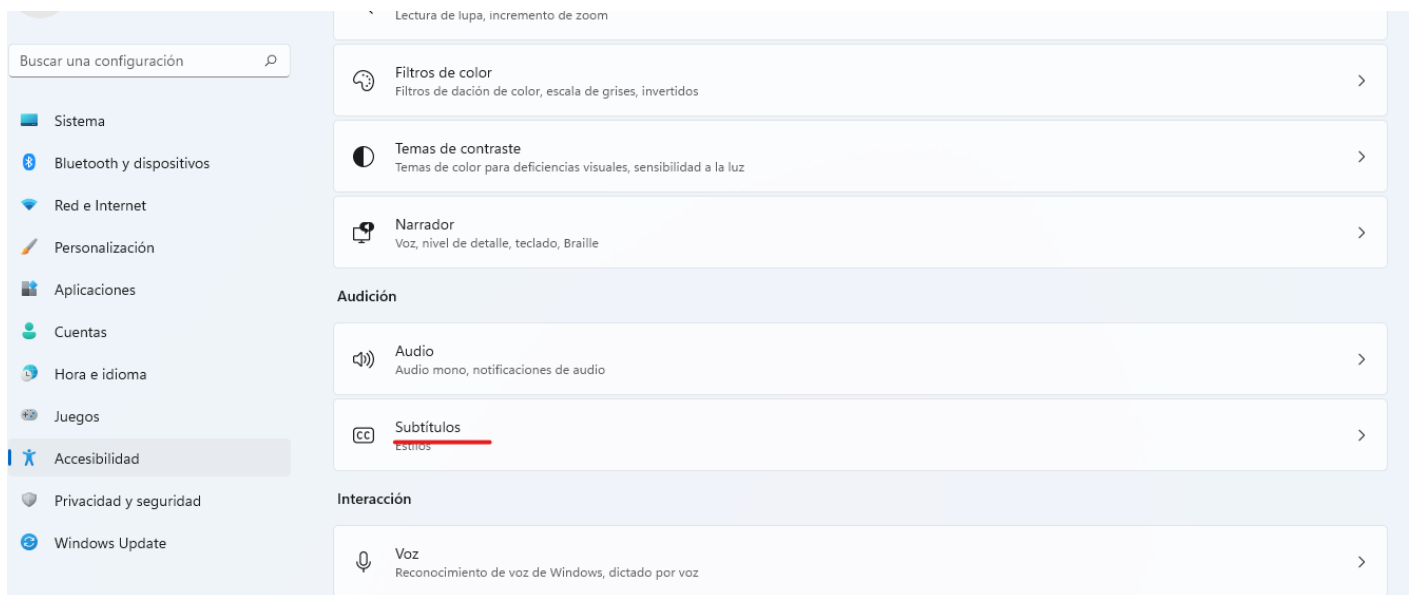 Lectura de lupa, incremento de zoom
Buscar una configuración
Filtros de color
Filtros de dación de color, escala de grises, invertidos
Sistema
Bluetooth y dispositivos
Temas de contraste
Temas de color para deficiencias visuales, sensibilidad a la luz
Red e Internet
Narrador
Voz, nivel de detalle, teclado, Braille
Personalización
Aplicaciones
Audición
Cuentas
Audio
Audio mono, notificaciones de audio
Hora e idioma
Juegos
Subtítulos
Estilos
Accesibilidad
Privacidad y seguridad
Interacción
Windows Update
Voz
Reconocimiento de voz de Windows, dictado por voz